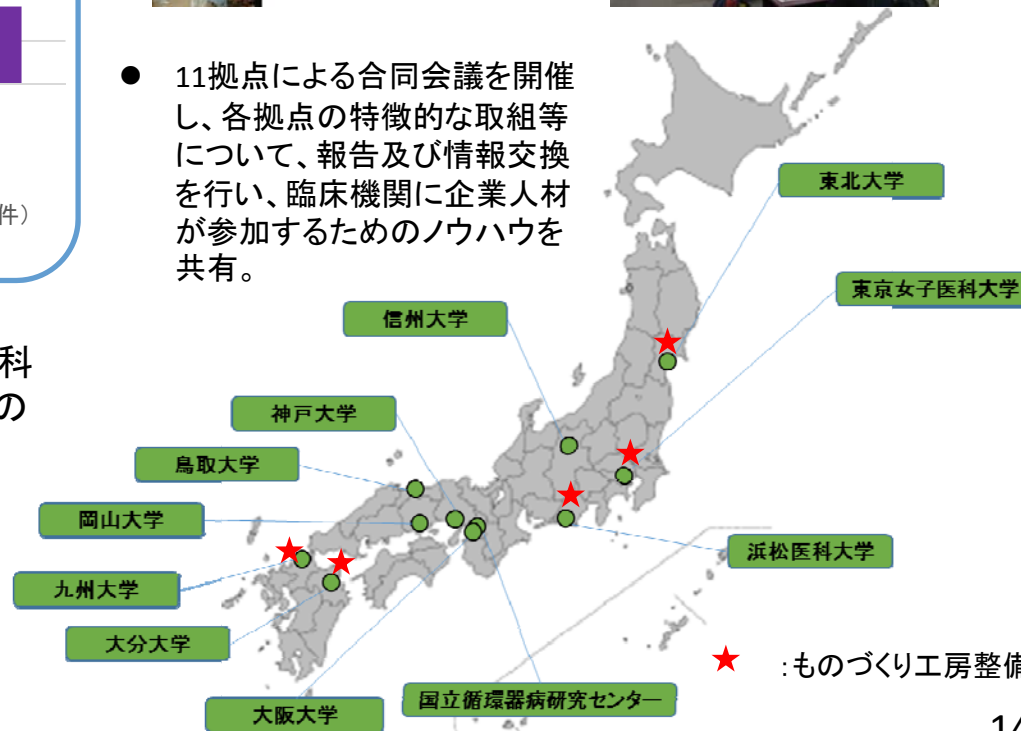 ● 11拠点による合同会議を開催
し、各拠点の特徴的な取組等
について、報告及び情報交換
を行い、臨床機関に企業人材
が参加するためのノウハウを
共有。
件）
科
の
東北大学
東京女子医科大学
信州大学
神戸大学
鳥取大学
岡山大学
九州大学
大分大学
大阪大学
国立循環器病研究センター
浜松医科大学
★ :ものづくり工房整備